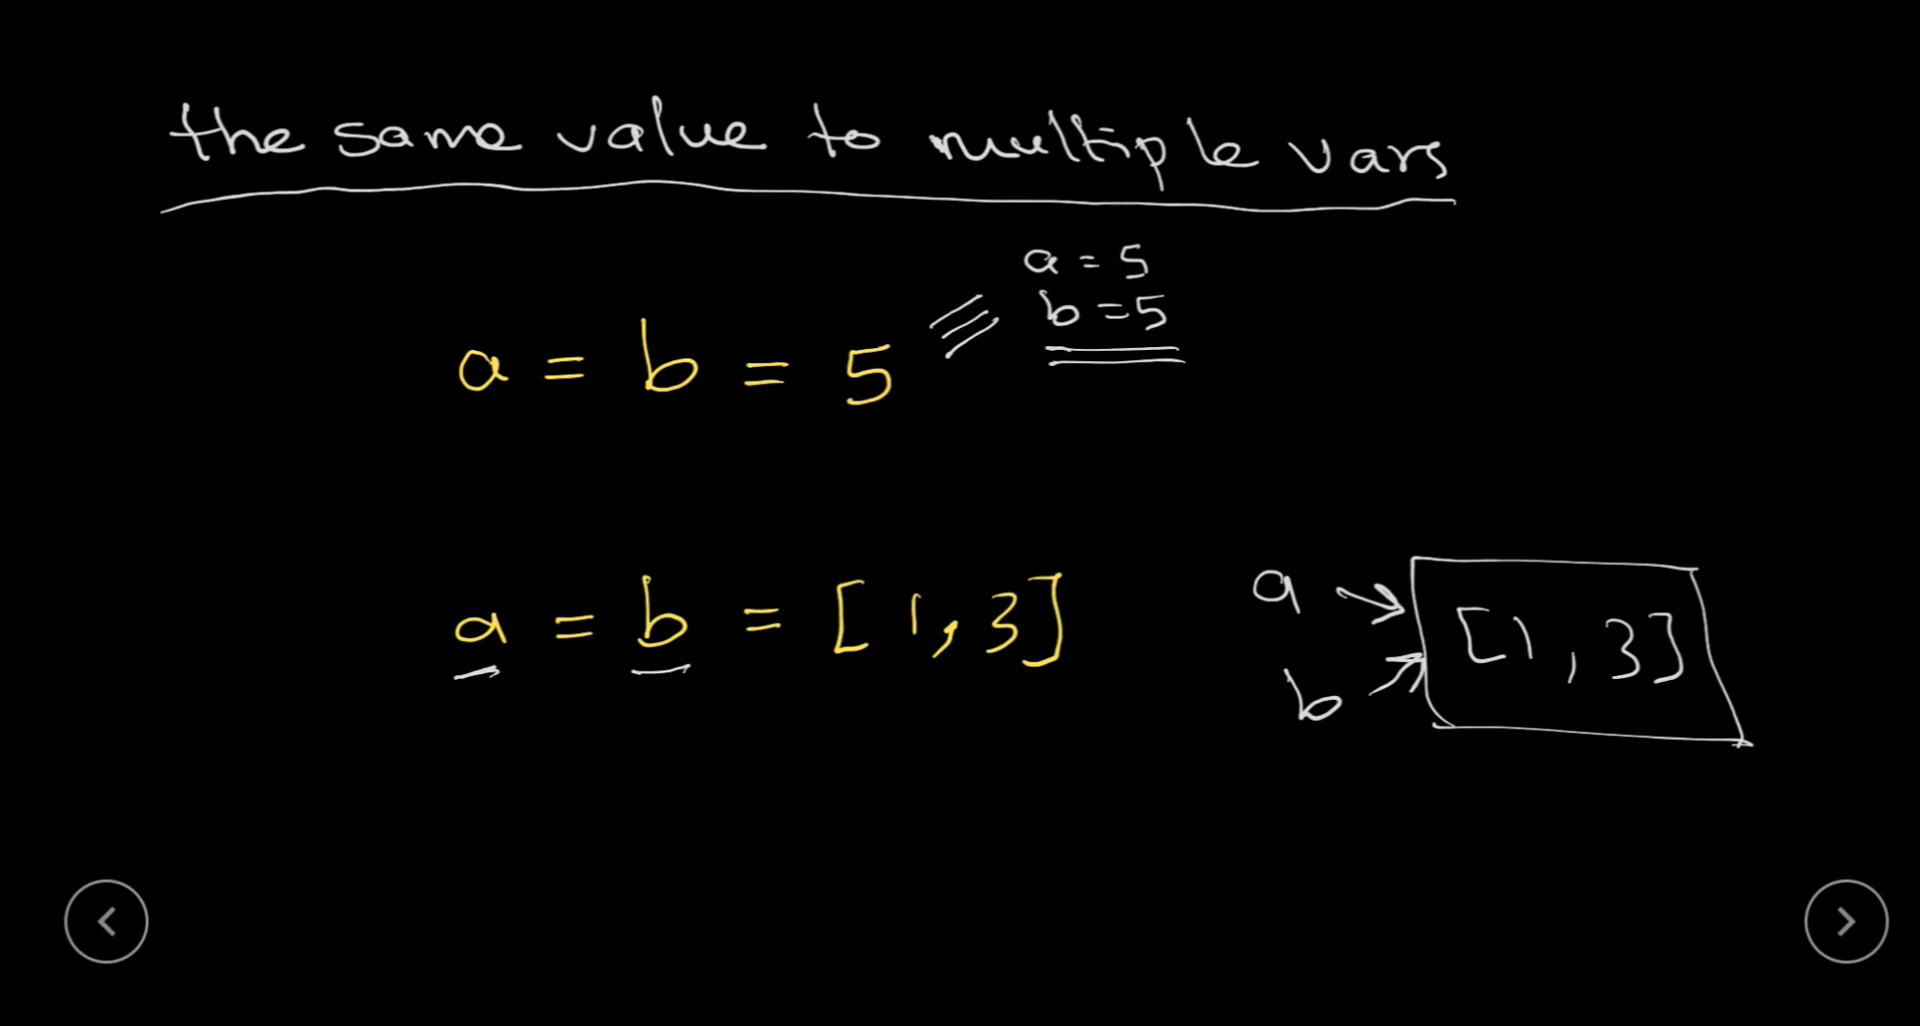 the same value to multiple vars
a = 5
b = 5
a = b = 5
a = b = [1,3]
a
[1,3]
b